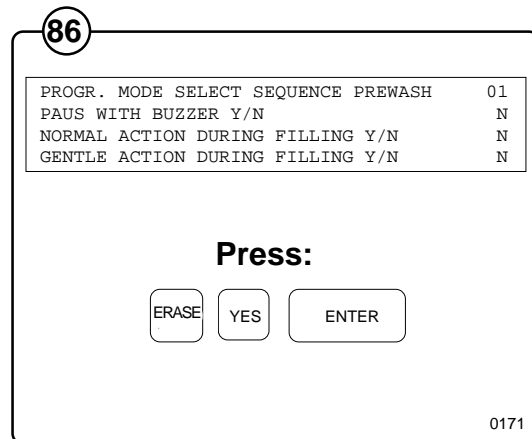 86
PROGR. MODE SELECT SEQUENCE PREWASH 01
PAUS WITH BUZZER Y/N N
NORMAL ACTION DURING FILLING Y/N N
GENTLE ACTION DURING FILLING Y/N N
Press:
ERASE YES ENTER
0171